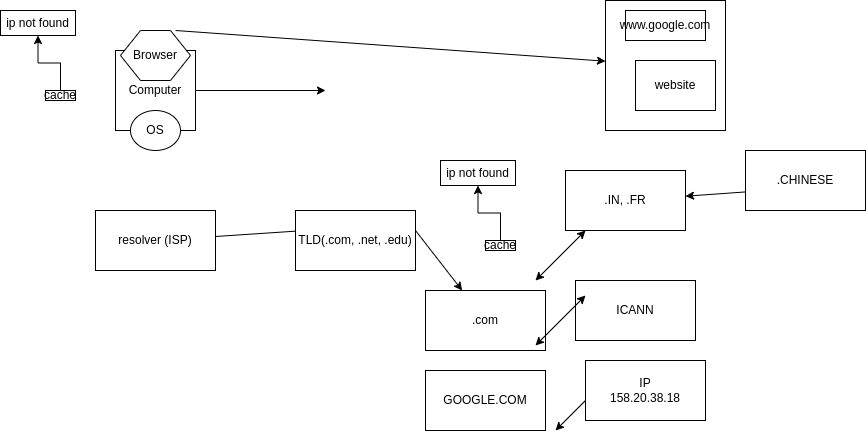 ip not found
Browser
www.google.com
Computer
website
cache
OS
ip not found
.CHINESE
.IN, .FR
resolver (ISP)
TLD(.com, .net, .edu)
cache
.com
ICANN
GOOGLE.COM
IP
158.20.38.18